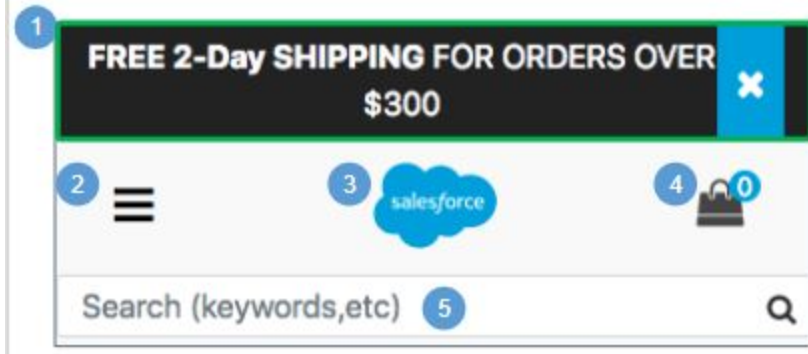 1
FREE 2-Day SHIPPING FOR ORDERS OVER
$300
2
3
salesforce
4
0
Search (keywords,etc)
5